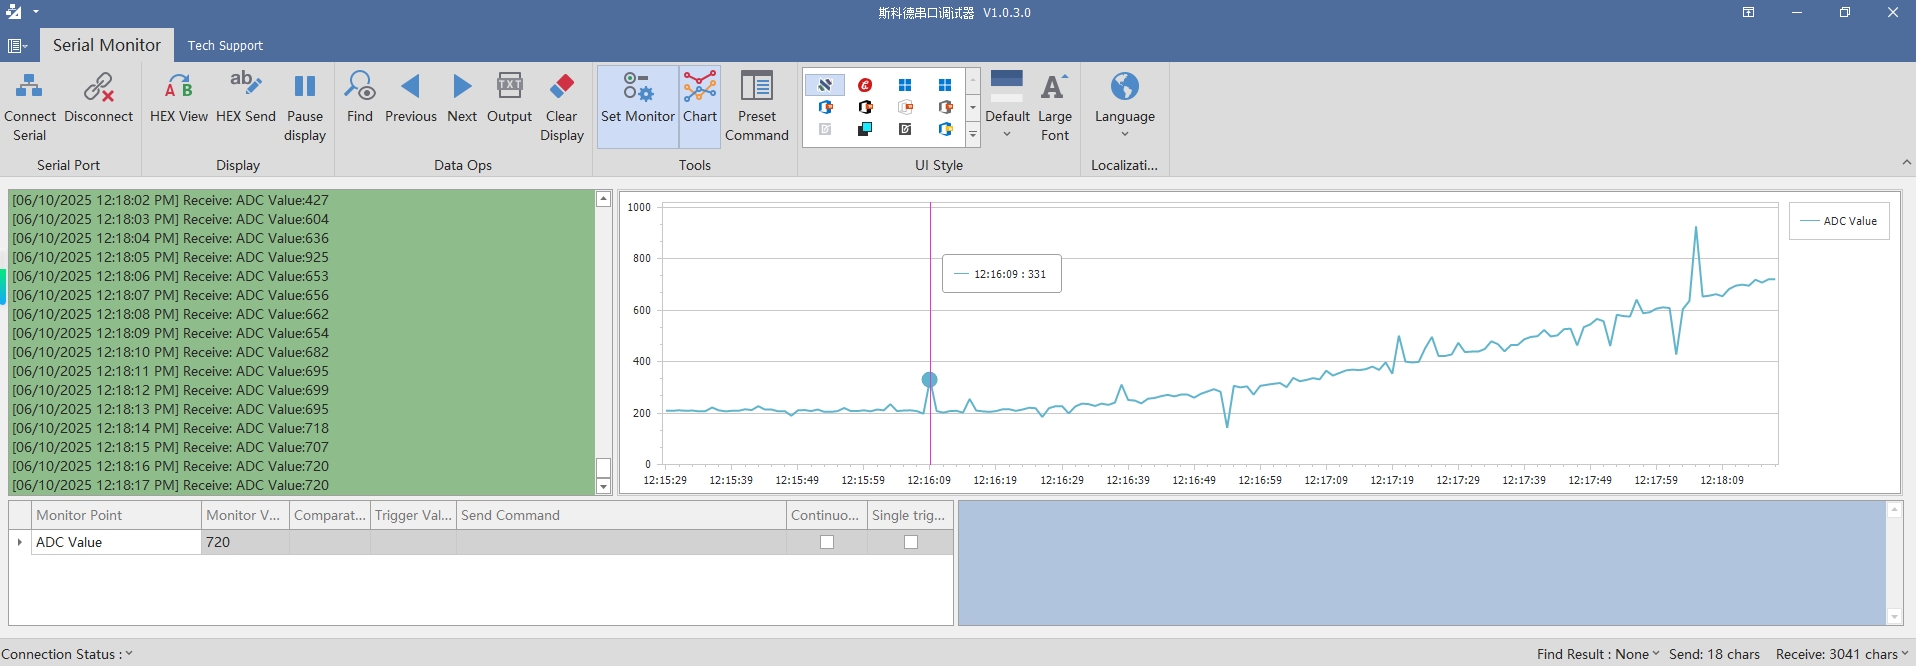 斯科德串口调试器 V1.0.3.0
Serial Monitor
Tech Support
Connect Serial
Disconnect
HEX View
HEX Send
Pause display
Find
Previous
Next
Output
Clear Display
Set Monitor
Chart
Preset Command
Default
Large Font
Language
Serial Port
Display
Data Ops
Tools
UI Style
Localizati...
[06/10/2025 12:18:02 PM] Receive: ADC Value:427
[06/10/2025 12:18:03 PM] Receive: ADC Value:604
[06/10/2025 12:18:04 PM] Receive: ADC Value:636
[06/10/2025 12:18:05 PM] Receive: ADC Value:925
[06/10/2025 12:18:06 PM] Receive: ADC Value:653
[06/10/2025 12:18:07 PM] Receive: ADC Value:656
[06/10/2025 12:18:08 PM] Receive: ADC Value:662
[06/10/2025 12:18:09 PM] Receive: ADC Value:654
[06/10/2025 12:18:10 PM] Receive: ADC Value:682
[06/10/2025 12:18:11 PM] Receive: ADC Value:695
[06/10/2025 12:18:12 PM] Receive: ADC Value:699
[06/10/2025 12:18:13 PM] Receive: ADC Value:695
[06/10/2025 12:18:14 PM] Receive: ADC Value:718
[06/10/2025 12:18:15 PM] Receive: ADC Value:707
[06/10/2025 12:18:16 PM] Receive: ADC Value:720
[06/10/2025 12:18:17 PM] Receive: ADC Value:720
1000
800
600
400
200
0
12:16:09 : 331
ADC Value
12:15:29 12:15:39 12:15:49 12:15:59 12:16:09 12:16:19 12:16:29 12:16:39 12:16:49 12:16:59 12:17:09 12:17:19 12:17:29 12:17:39 12:17:49 12:17:59 12:18:09
Monitor Point Monitor V... Comparat... Trigger Val... Send Command Continuo... Single trig...
ADC Value 720
Connection Status :
Find Result : None Send: 18 chars Receive: 3041 chars